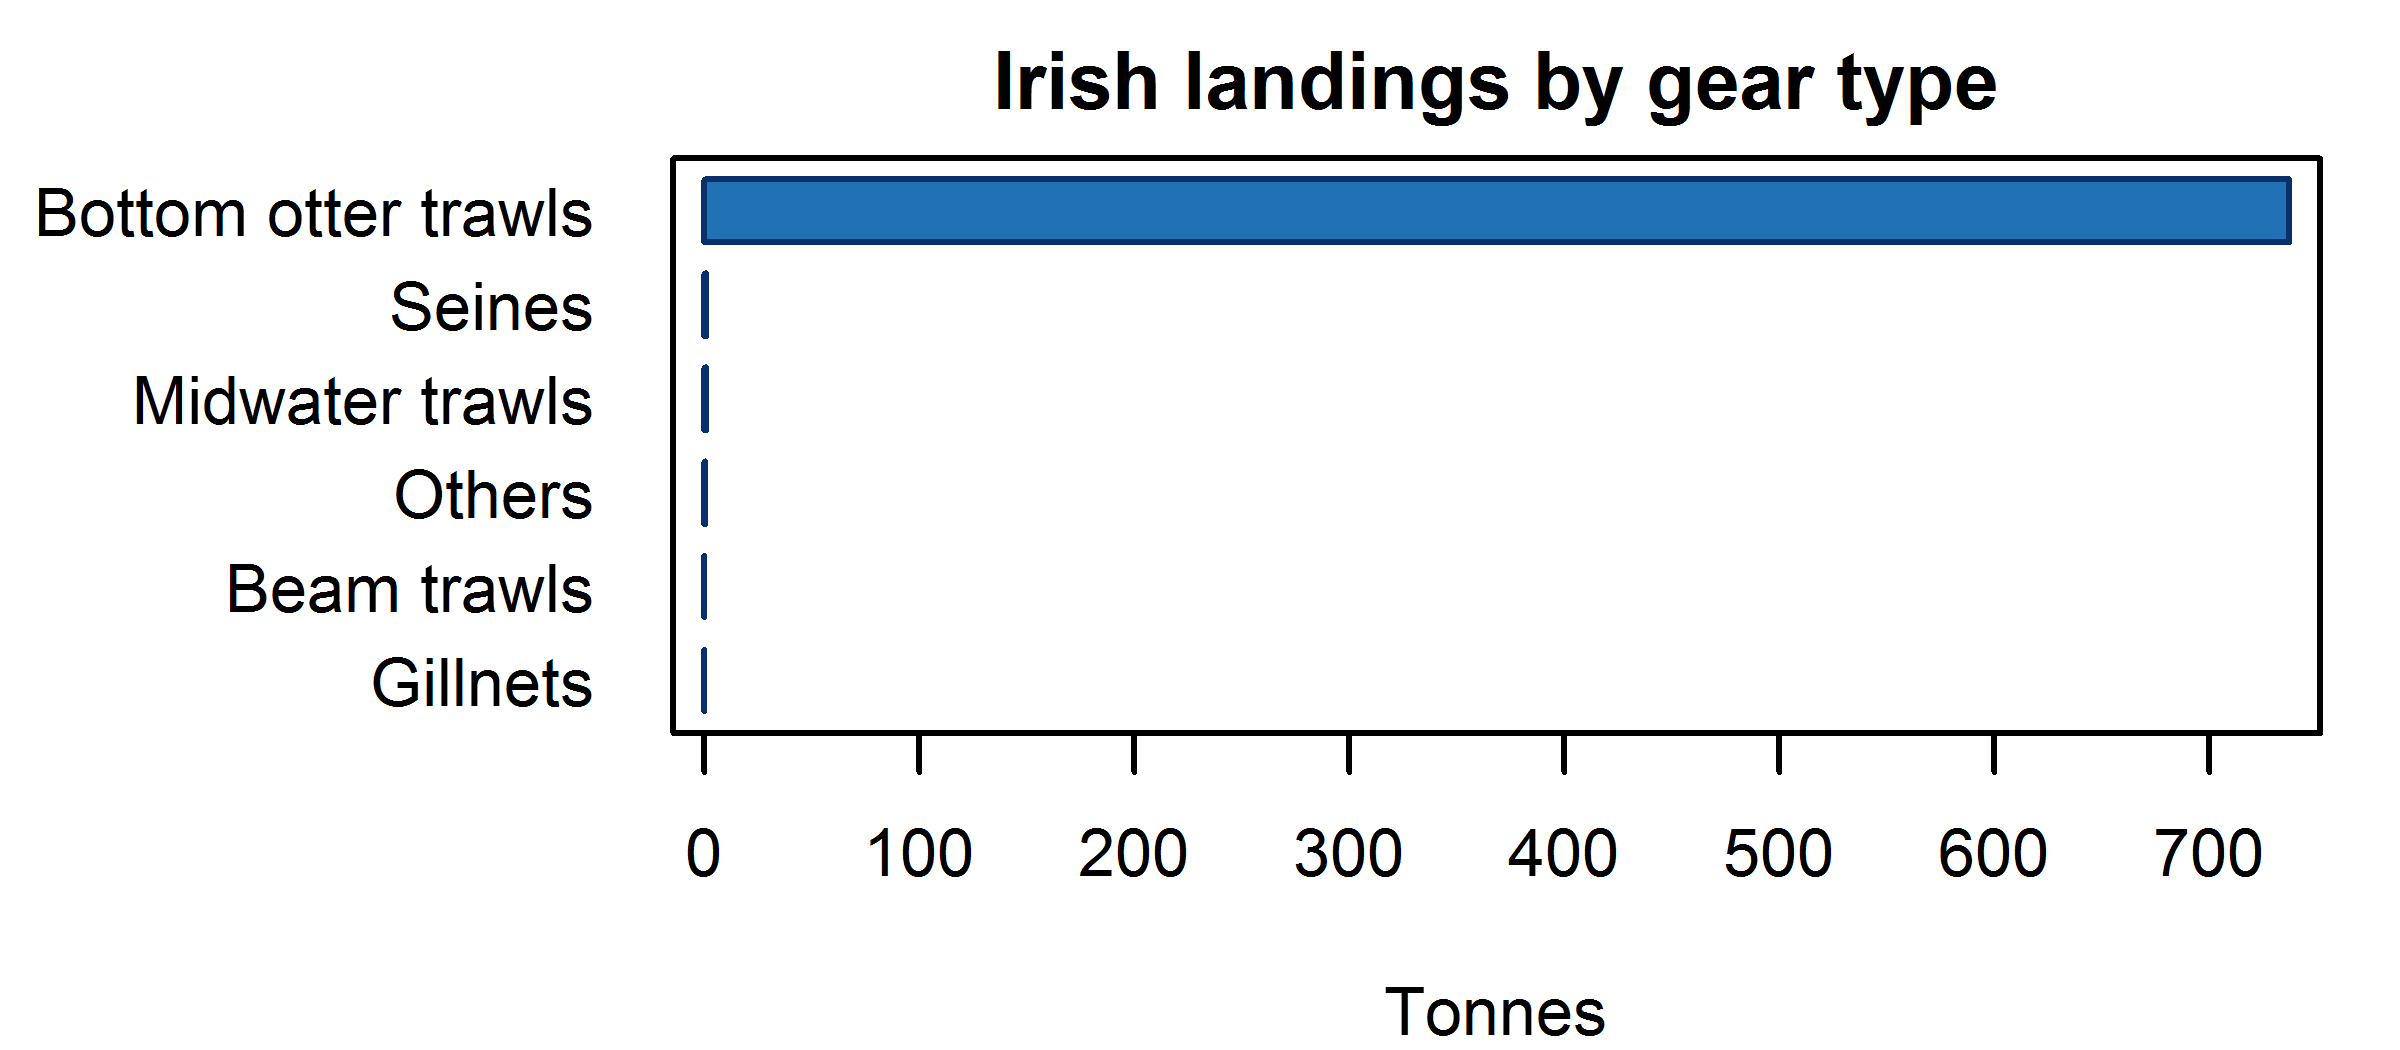 Irish landings by gear type
Bottom otter trawls
Seines
Midwater trawls
Others
Beam trawls
Gillnets
0 100 200 300 400 500 600 700
Tonnes